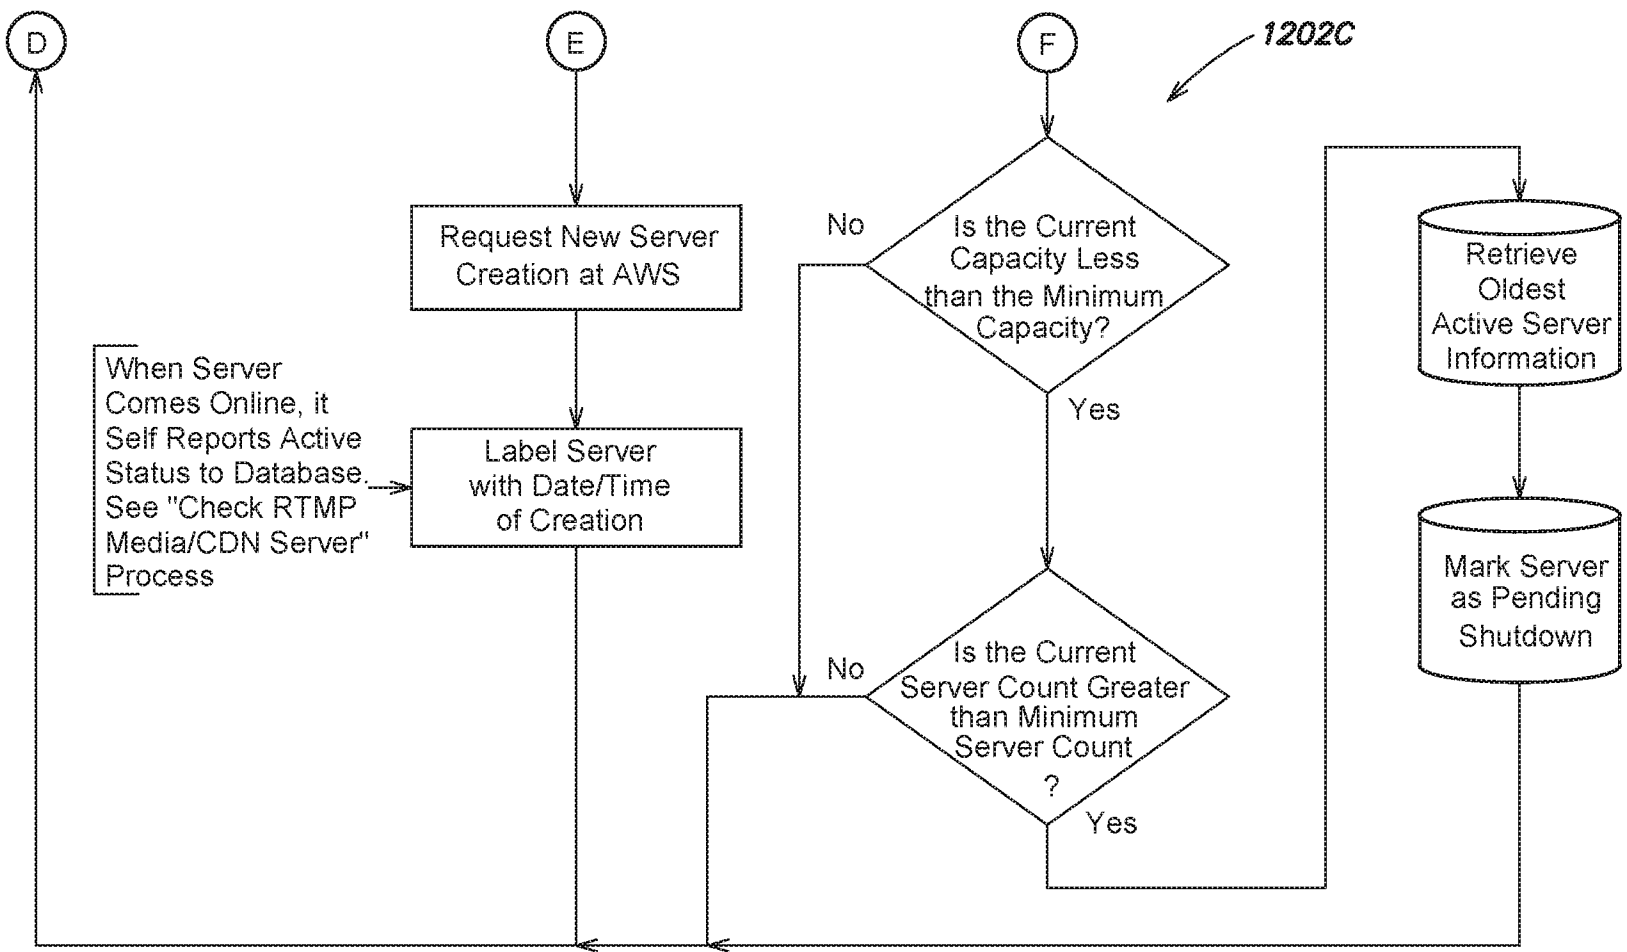 D
E
F
1202C
Request New Server
Creation at AWS
When Server
Comes Online, it
Self Reports Active
Status to Database.
See "Check RTMP
Media/CDN Server"
Process
Label Server
with Date/Time
of Creation
No
Is the Current
Capacity Less
than the Minimum
Capacity?
Yes
No
Is the Current
Server Count Greater
than Minimum
Server Count
?
Yes
Retrieve
Oldest
Active Server
Information
Mark Server
as Pending
Shutdown